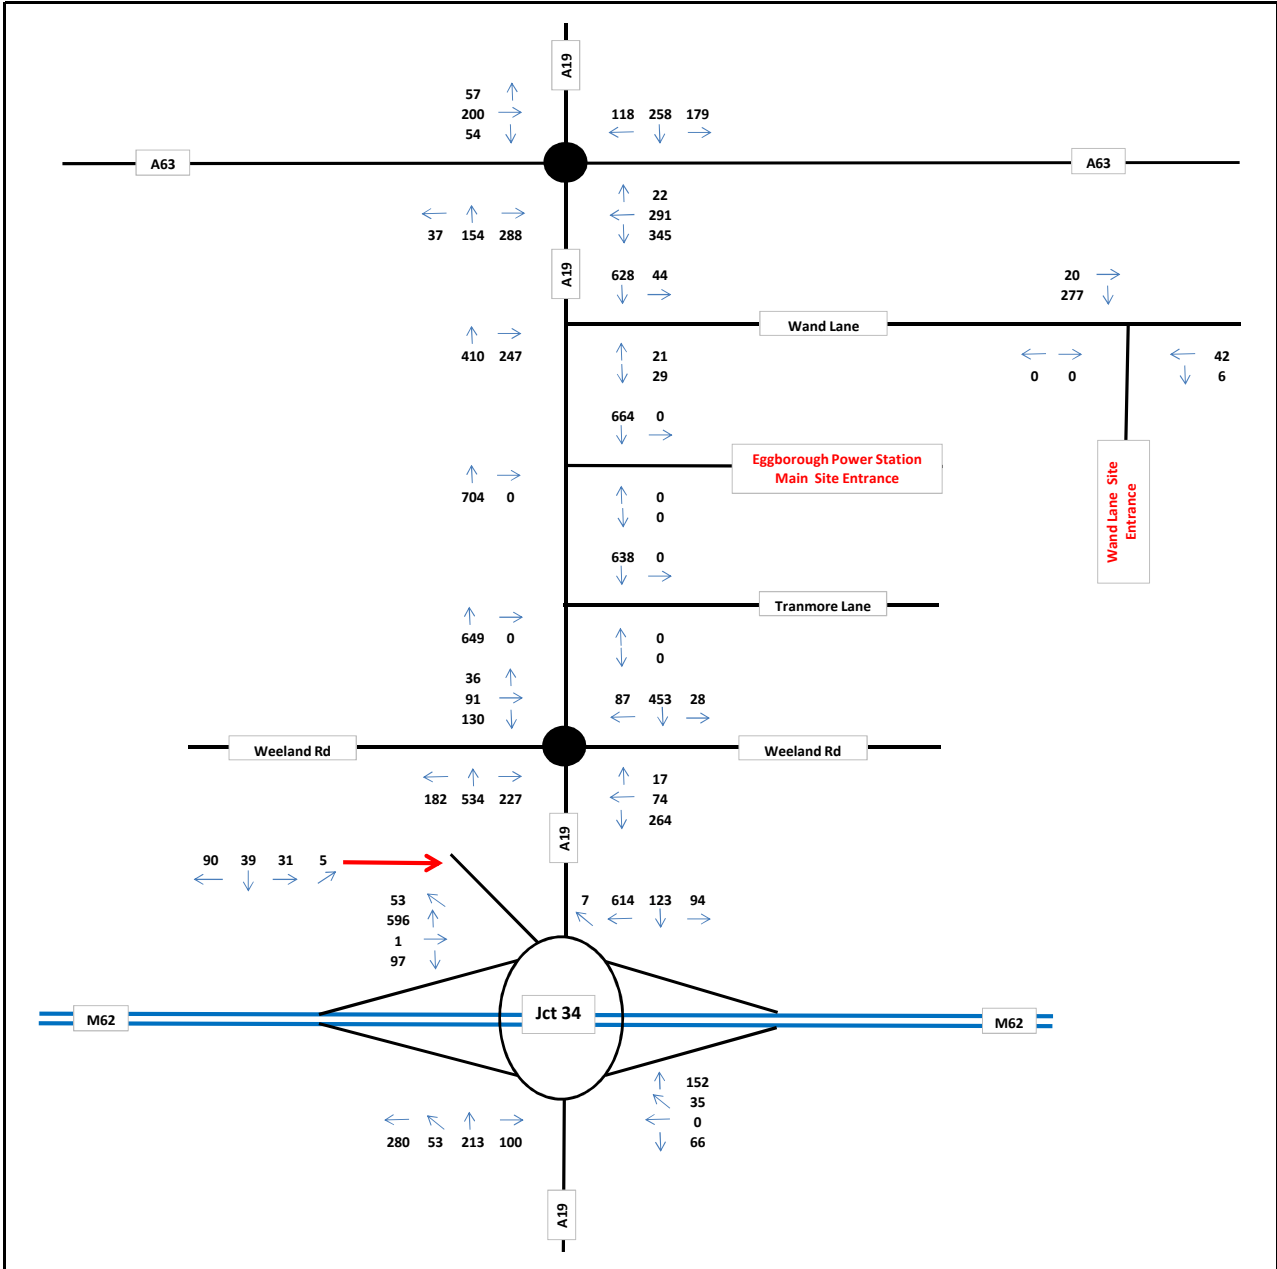 A19
57
200
54
118 258 179
A63
A63
22
291
345
37 154 288
A19
628 44
20
277
Wand Lane
410 247
21
29
0 0
42
6
664 0
Eggborough Power Station
Main Site Entrance
704 0
0
0
Wand Lane Site
Entrance
638 0
Tranmore Lane
649 0
0
0
36
91
130
87 453 28
Weeland Rd
Weeland Rd
182 534 227
17
74
264
A19
90 39 31 5
53
596
1
97
7 614 123 94
M62
Jct 34
M62
152
35
0
66
280 53 213 100
A19